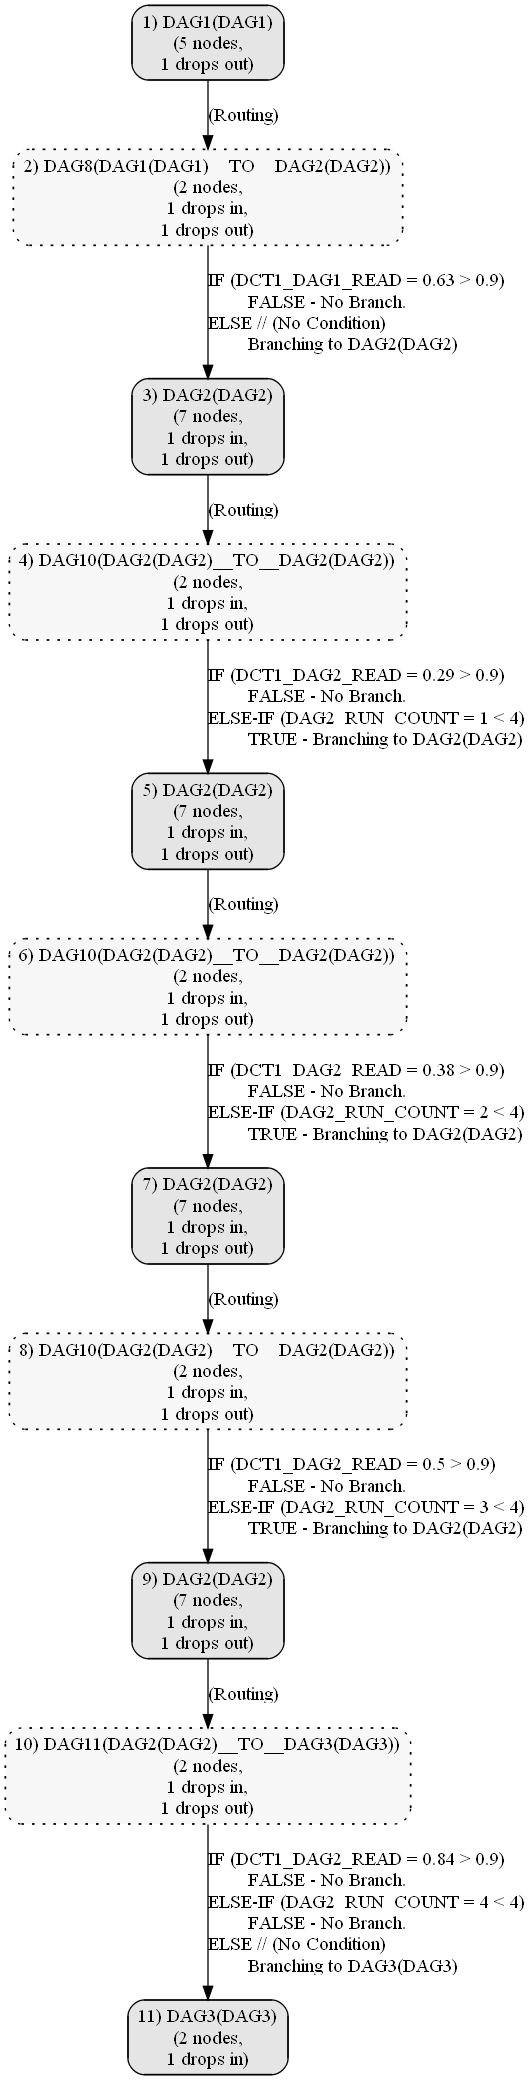 1) DAG1(DAG1)
(5 nodes,
1 drops out)
(Routing)
2) DAG8(DAG1(DAG1)    TO    DAG2(DAG2))
(2 nodes,
1 drops in,
1 drops out)
IF (DCT1_DAG1_READ = 0.63 > 0.9)
FALSE - No Branch.
ELSE // (No Condition)
Branching to DAG2(DAG2)
3) DAG2(DAG2)
(7 nodes,
1 drops in,
1 drops out)
(Routing)
4) DAG10(DAG2(DAG2)__TO__DAG2(DAG2))
(2 nodes,
1 drops in,
1 drops out)
IF (DCT1_DAG2_READ = 0.29 > 0.9)
FALSE - No Branch.
ELSE-IF (DAG2_RUN_COUNT = 1 < 4)
TRUE - Branching to DAG2(DAG2)
5) DAG2(DAG2)
(7 nodes,
1 drops in,
1 drops out)
(Routing)
6) DAG10(DAG2(DAG2)__TO__DAG2(DAG2))
(2 nodes,
1 drops in,
1 drops out)
IF (DCT1_DAG2_READ = 0.38 > 0.9)
FALSE - No Branch.
ELSE-IF (DAG2_RUN_COUNT = 2 < 4)
TRUE - Branching to DAG2(DAG2)
7) DAG2(DAG2)
(7 nodes,
1 drops in,
1 drops out)
(Routing)
8) DAG10(DAG2(DAG2)    TO    DAG2(DAG2))
(2 nodes,
1 drops in,
1 drops out)
IF (DCT1_DAG2_READ = 0.5 > 0.9)
FALSE - No Branch.
ELSE-IF (DAG2_RUN_COUNT = 3 < 4)
TRUE - Branching to DAG2(DAG2)
9) DAG2(DAG2)
(7 nodes,
1 drops in,
1 drops out)
(Routing)
10) DAG11(DAG2(DAG2)__TO__DAG3(DAG3))
(2 nodes,
1 drops in,
1 drops out)
IF (DCT1_DAG2_READ = 0.84 > 0.9)
FALSE - No Branch.
ELSE-IF (DAG2_RUN_COUNT = 4 < 4)
FALSE - No Branch.
ELSE // (No Condition)
Branching to DAG3(DAG3)
11) DAG3(DAG3)
(2 nodes,
1 drops in)